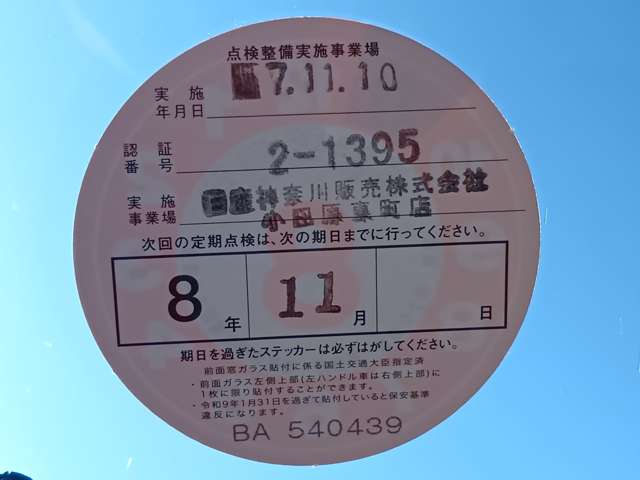 点検整備実施事業場
実施年月日 7.11.10
認証番号 2-1395
実施事業場 日産神奈川販売株式会社
小田原東町店
次回の定期点検は、次の期日までに行ってください。
8年 11月 日
期日を過ぎたステッカーは必ずはがしてください。
前面窓ガラス貼付に係る国土交通大臣指定済
・前面ガラス左側上部(左ハンドル車は右側上部)に
1枚に限り貼付することができます。
・令和9年1月31日を過ぎて貼付していると保安基準
違反になります。
BA 540439